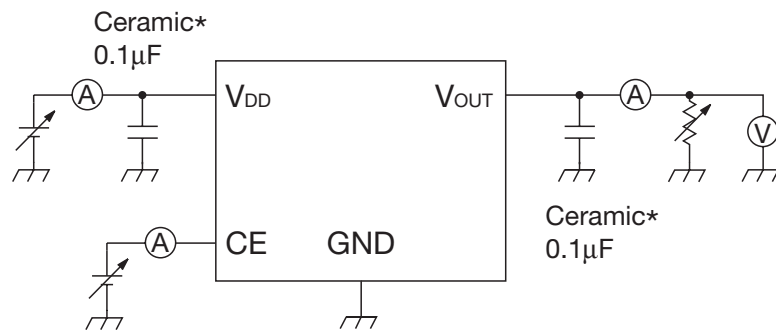 Ceramic*
0.1μF
A
VDD
VOUT
A
V
Ceramic*
0.1μF
A
CE
GND